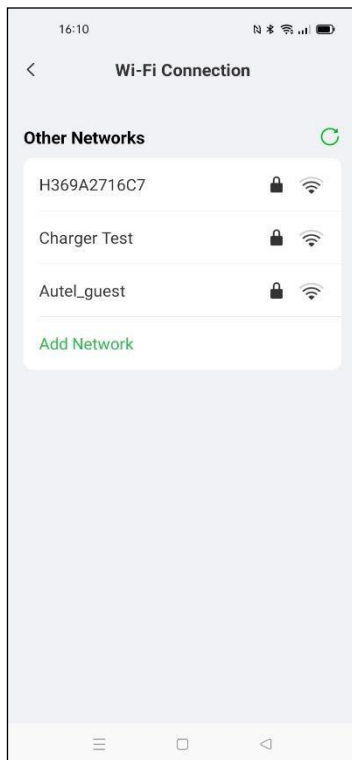 16:10
Wi-Fi Connection
Other Networks
H369A2716C7
Charger Test
Autel_guest
Add Network